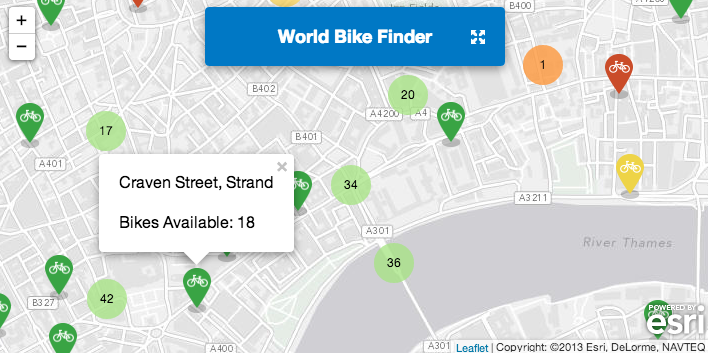 +
−
World Bike Finder
B400
1
B402
20
A4200
A4
17
B401
A401
×
Craven Street, Strand
34
Bikes Available: 18
A3211
A301
River Thames
36
B327
42
POWERED BY
esri
A400
A301
Leaflet | Copyright: ©2013 Esri, DeLorme, NAVTEQ